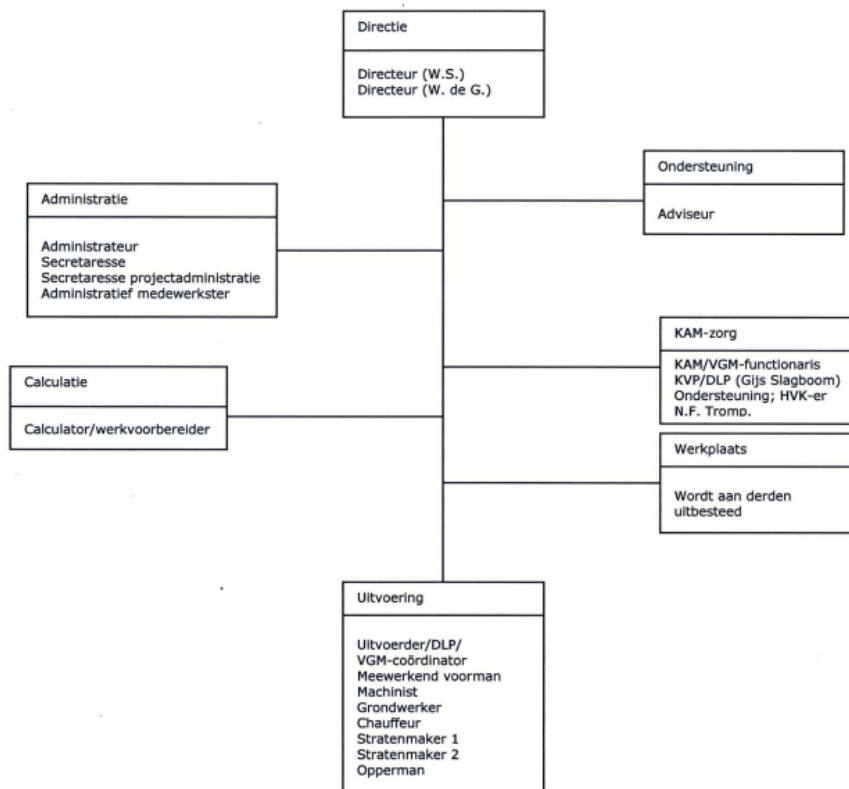 Directie
Directeur (W.S.)
Directeur (W. de G.)
Ondersteuning
Adviseur
Administratie
Administrateur
Secretaresse
Secretaresse projectadministratie
Administratief medewerkster
KAM-zorg
KAM/VGM-functionaris
KVP/DLP (Gijs Slagboom)
Ondersteuning; HVK-er
N.F. Tromp.
Calculatie
Calculator/werkvoorbereider
Werkplaats
Wordt aan derden
uitbesteed
Uitvoering
Uitvoerder/DLP/
VGM-coördinator
Meewerkend voorman
Machinist
Grondwerker
Chauffeur
Stratenmaker 1
Stratenmaker 2
Opperman